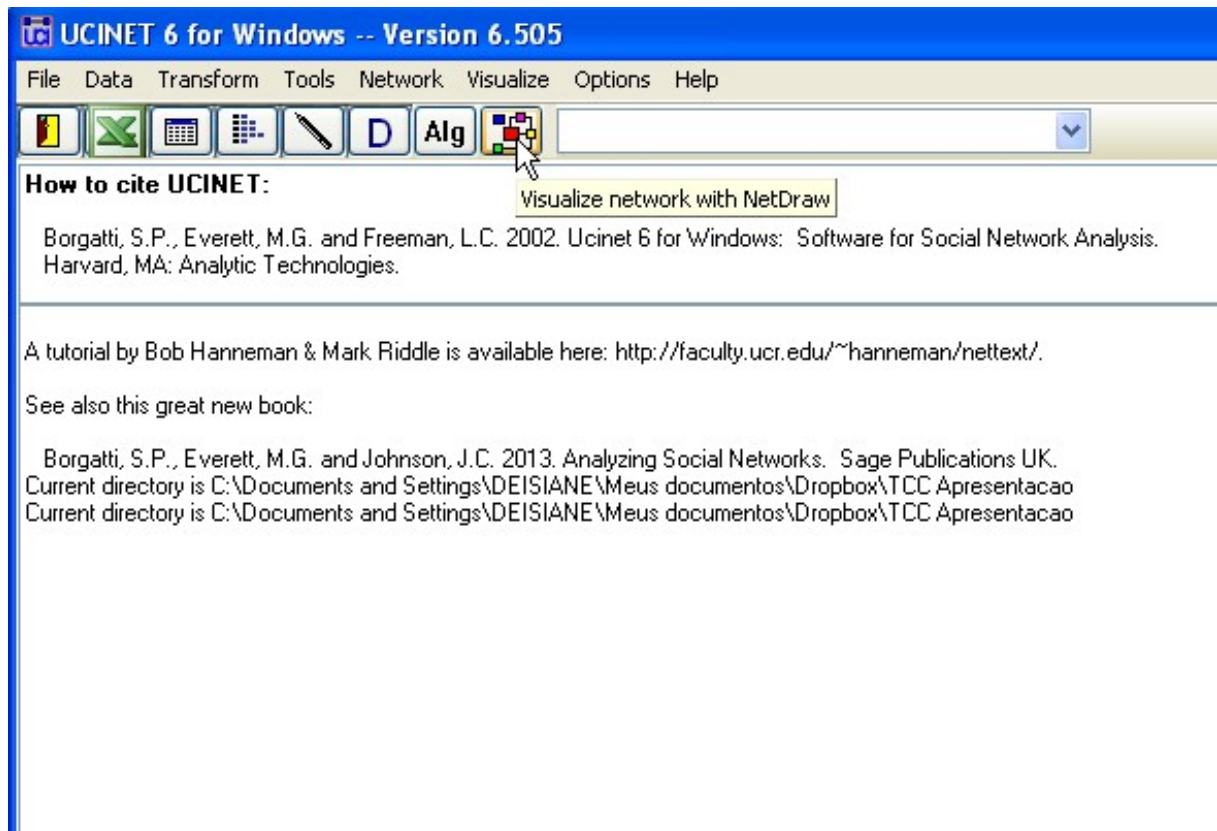 UCINET 6 for Windows -- Version 6.505
File Data Transform Tools Network Visualize Options Help
D Alg
Visualize network with NetDraw
How to cite UCINET:
Borgatti, S.P., Everett, M.G. and Freeman, L.C. 2002. Ucinet 6 for Windows: Software for Social Network Analysis.
Harvard, MA: Analytic Technologies.
A tutorial by Bob Hanneman & Mark Riddle is available here: http://faculty.ucr.edu/~hanneman/nettext/.
See also this great new book:
Borgatti, S.P., Everett, M.G. and Johnson, J.C. 2013. Analyzing Social Networks. Sage Publications UK.
Current directory is C:\Documents and Settings\DEISIANE\Meus documentos\Dropbox\TCC Apresentacao
Current directory is C:\Documents and Settings\DEISIANE\Meus documentos\Dropbox\TCC Apresentacao